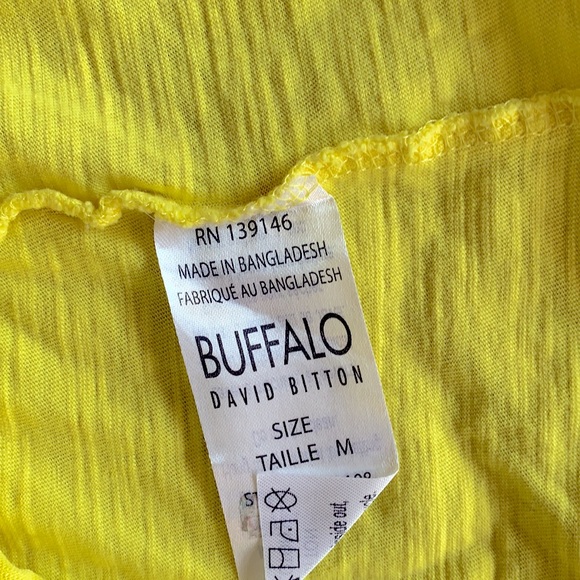 RN 139146
MADE IN BANGLADESH
FABRIQUÉ AU BANGLADESH
BUFFALO
DAVID BITTON
SIZE
TAILLE M